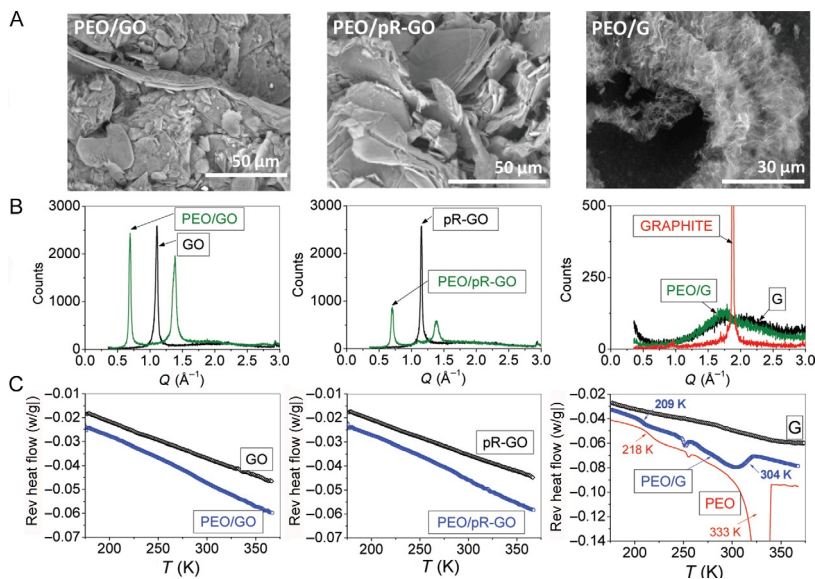 A
PEO/GO
50 µm
PEO/pR-GO
50 µm
PEO/G
30 µm
B
3000
2000
1000
0
Counts
PEO/GO
GO
0.0 0.5 1.0 1.5 2.0 2.5 3.0
Q (Å⁻¹)
3000
2000
1000
0
Counts
pR-GO
PEO/pR-GO
0.0 0.5 1.0 1.5 2.0 2.5 3.0
Q (Å⁻¹)
500
250
0
Counts
GRAPHITE
PEO/G
G
0.0 0.5 1.0 1.5 2.0 2.5 3.0
Q (Å⁻¹)
C
–0.01
–0.02
–0.03
–0.04
–0.05
–0.06
–0.07
Rev heat flow (w/g|)
GO
PEO/GO
200 250 300 350
T (K)
–0.01
–0.02
–0.03
–0.04
–0.05
–0.06
–0.07
Rev heat flow (w/g|)
pR-GO
PEO/pR-GO
200 250 300 350
T (K)
–0.02
–0.04
–0.06
–0.08
–0.10
–0.12
–0.14
Rev heat flow (w/g|)
209 K
G
218 K
PEO/G
304 K
PEO
333 K
200 250 300 350
T (K)